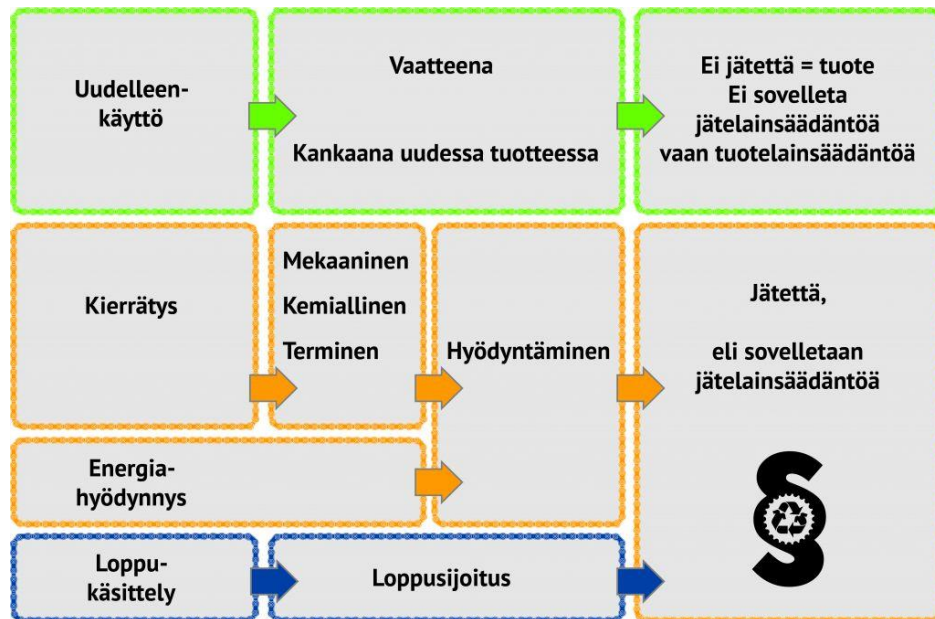 Uudelleen-
käyttö
Vaatteena
Kankaana uudessa tuotteessa
Ei jätettä = tuote
Ei sovelleta
jätelainsäädäntöä
vaan tuotelainsäädäntöä
Kierrätys
Mekaaninen
Kemiallinen
Terminen
Hyödyntäminen
Jätettä,
eli sovelletaan
jätelainsäädäntöä
Energia-
hyödynnys
Loppu-
käsittely
Loppusijoitus
§